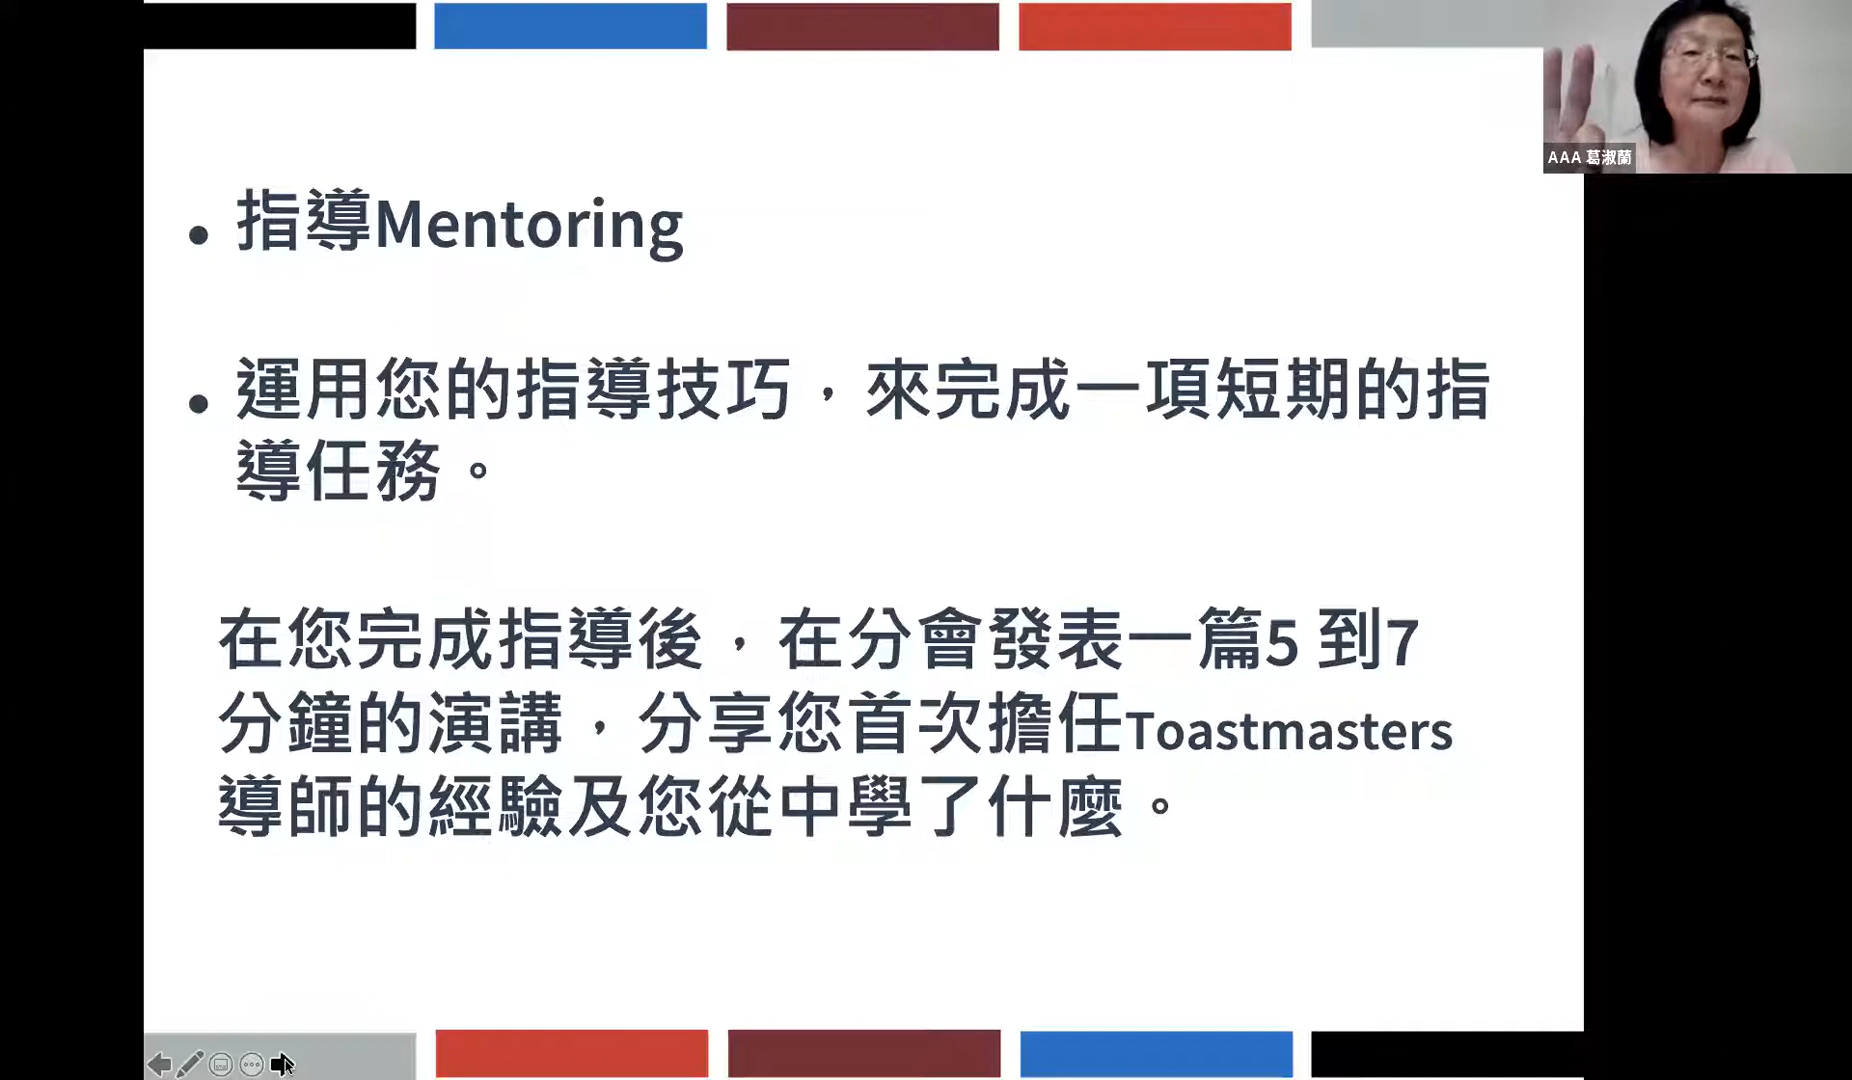 AAA 葛淑蘭
• 指導Mentoring
• 運用您的指導技巧，來完成一項短期的指
導任務。
在您完成指導後，在分會發表一篇5 到7
分鐘的演講，分享您首次擔任Toastmasters
導師的經驗及您從中學了什麼。